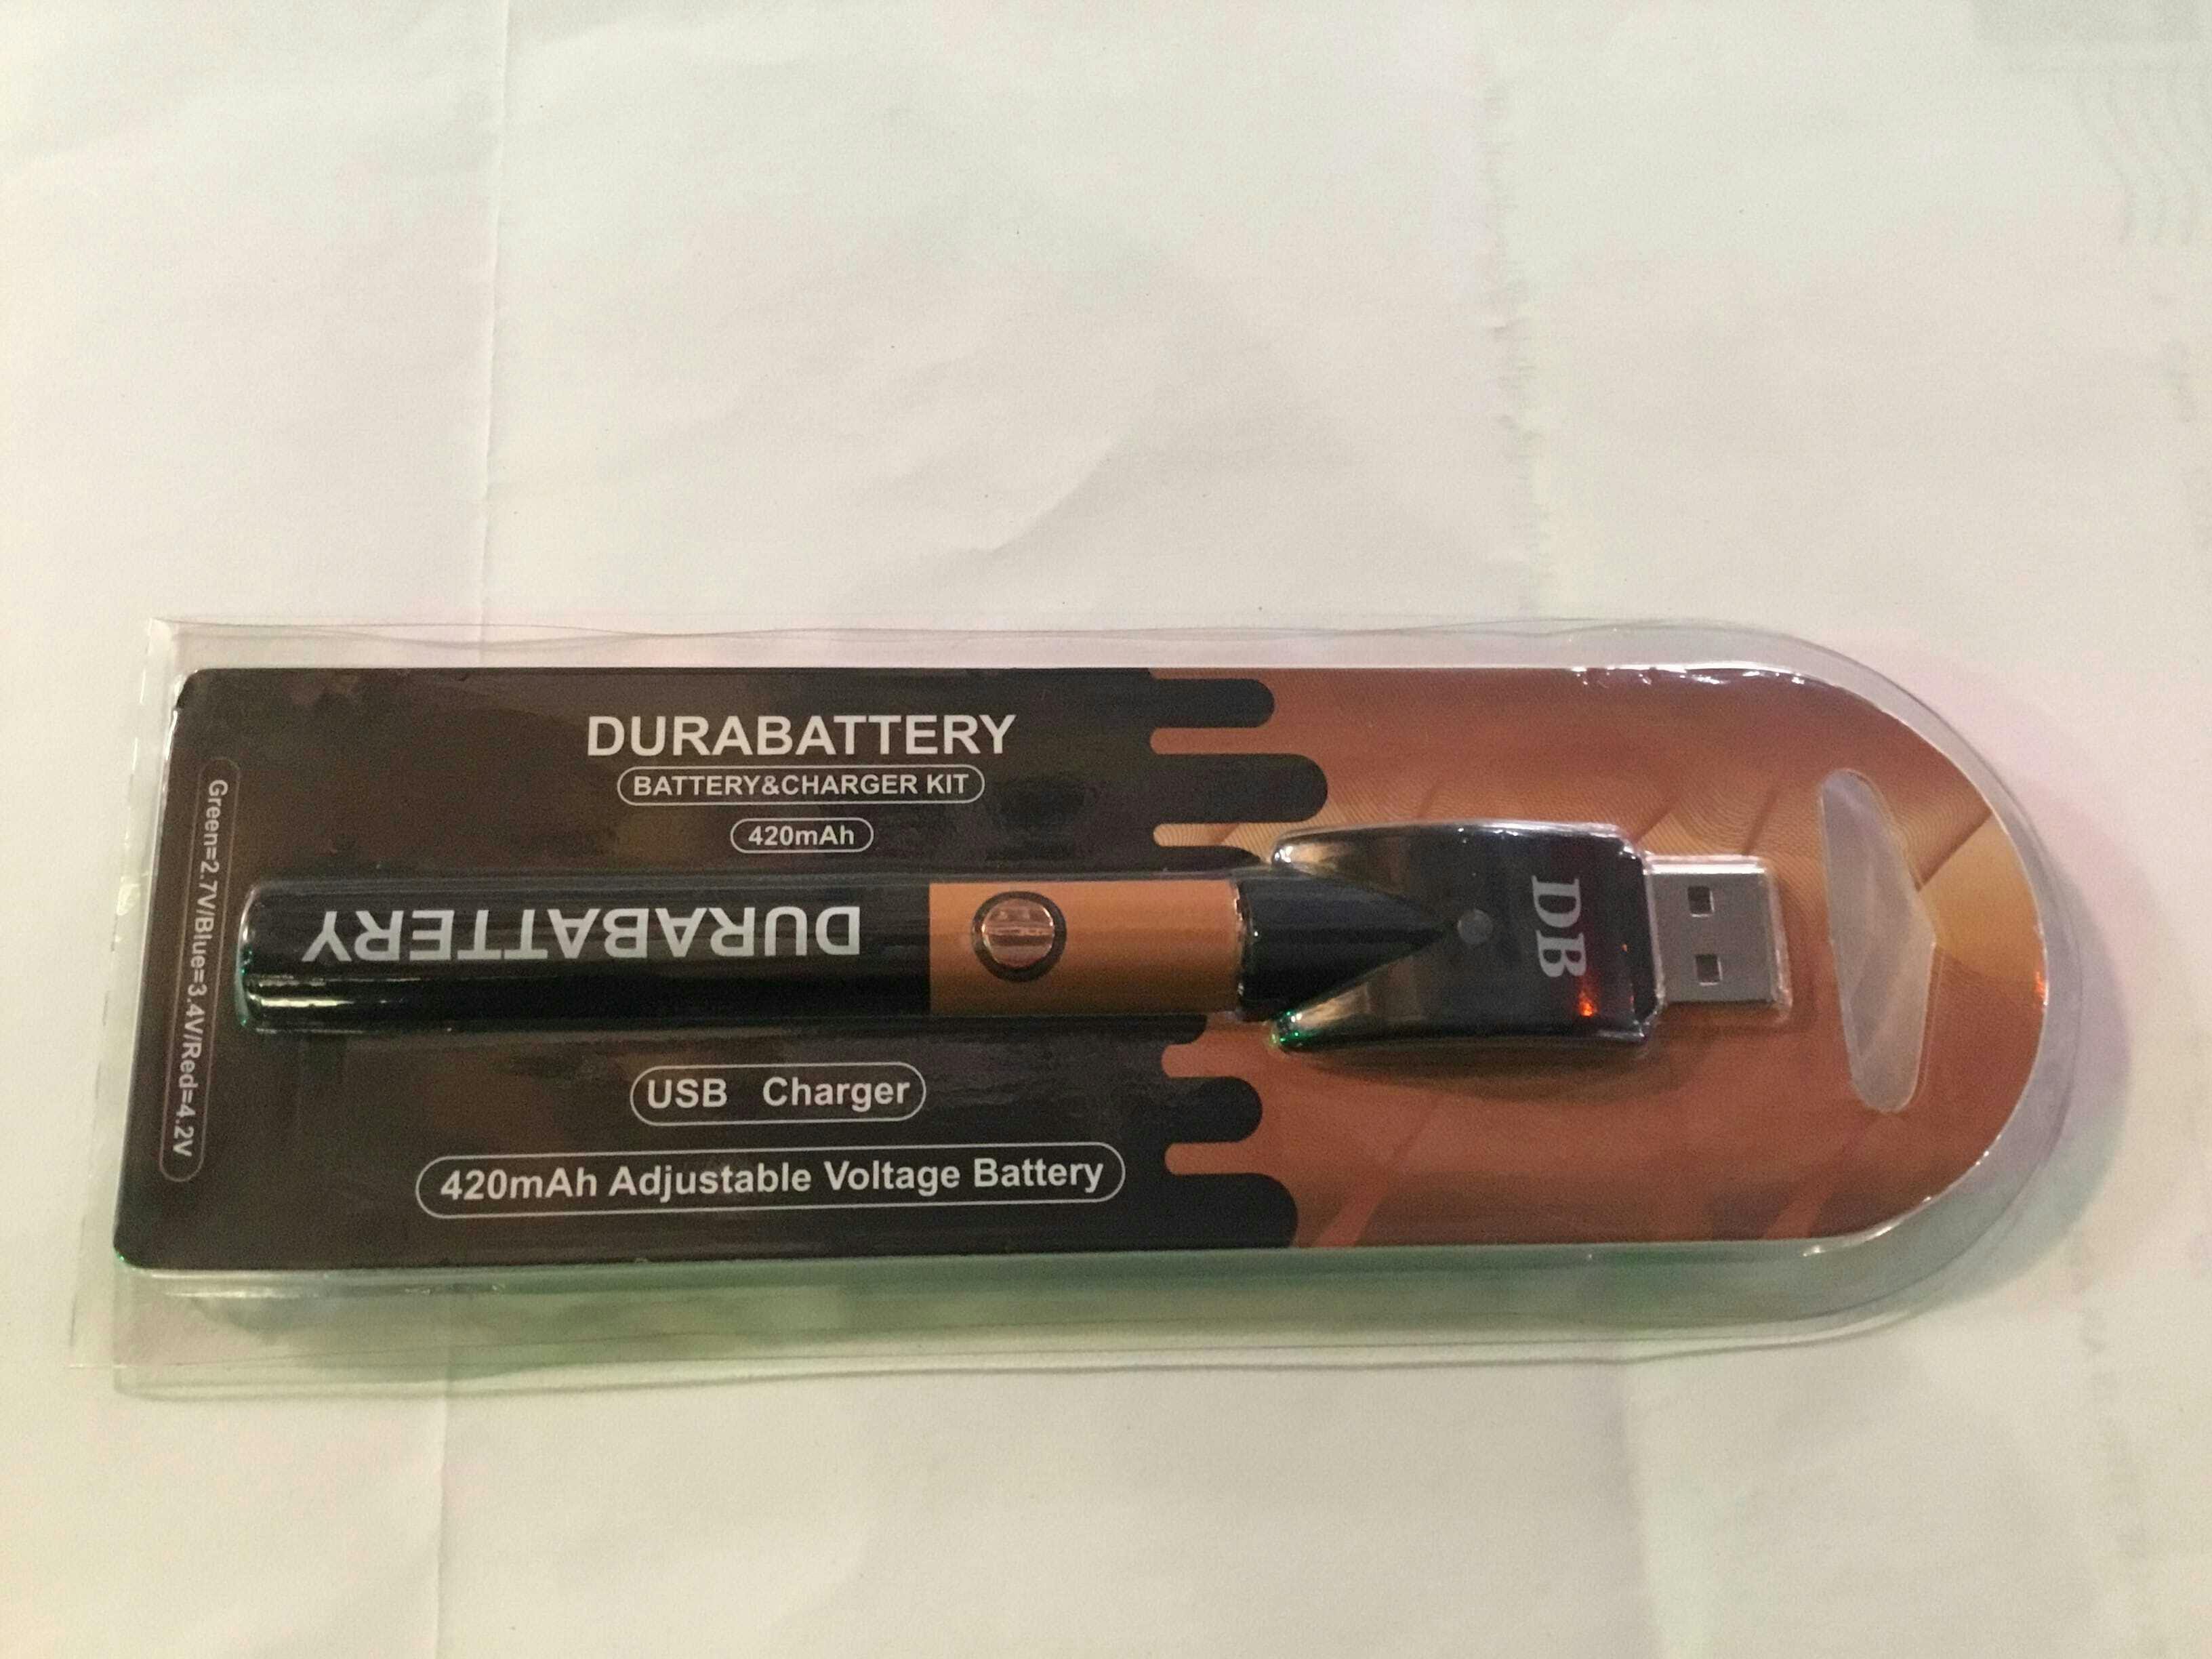 DURABATTERY
BATTERY&CHARGER KIT
420mAh
Green=2.7V/Blue=3.4V/Red=4.2V
DURABATTERY
DB
USB Charger
420mAh Adjustable Voltage Battery